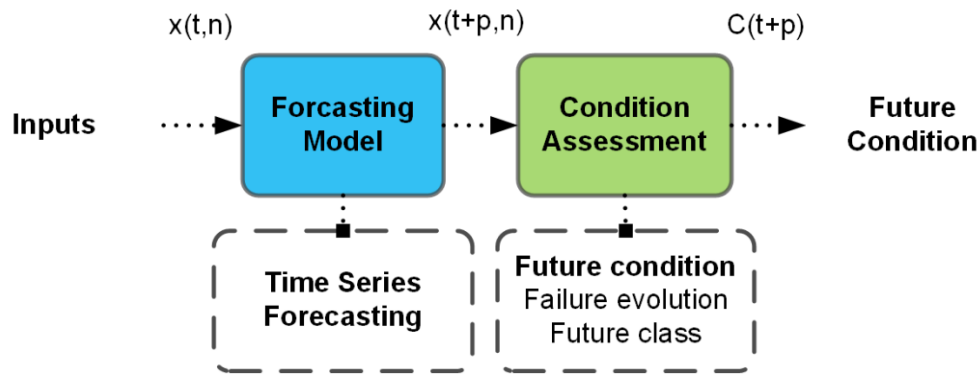 x(t,n)
x(t+p,n)
C(t+p)
Inputs
Forcasting
Model
Condition
Assessment
Future
Condition
Time Series
Forecasting
Future condition
Failure evolution
Future class